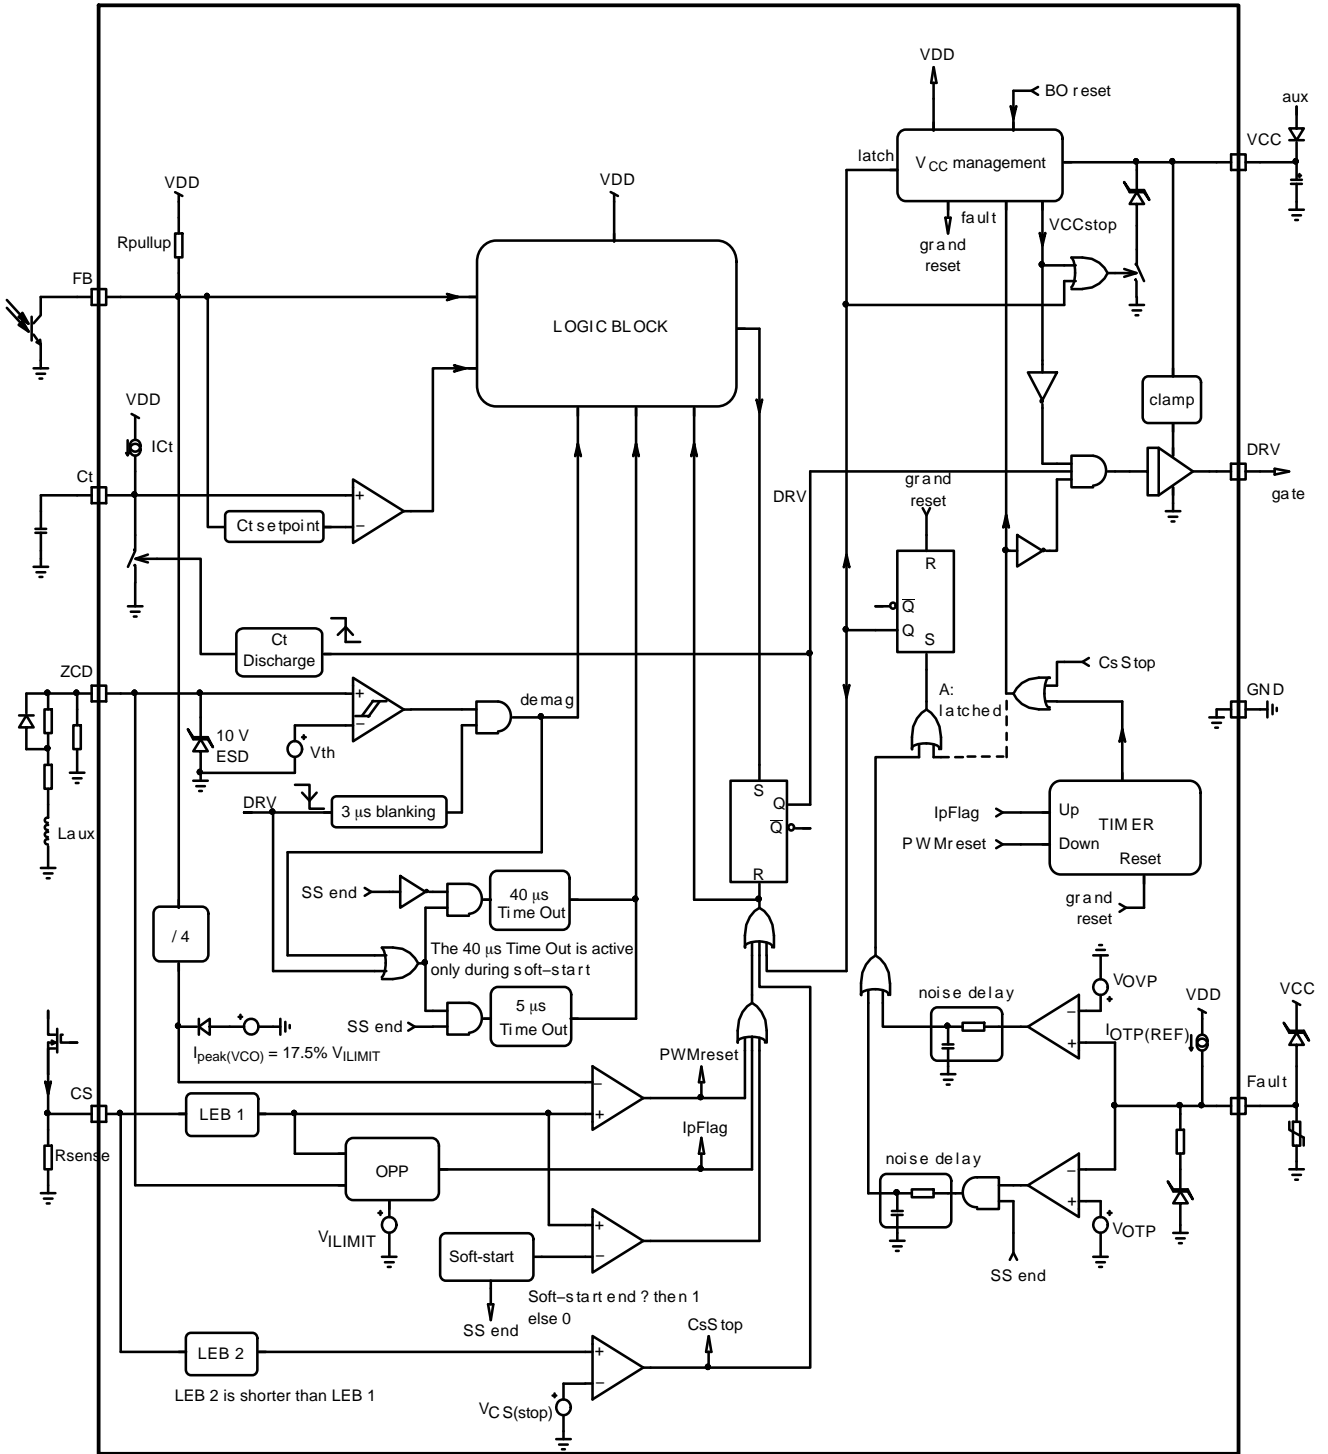 VDD
BO reset
aux
VCC
latch
VCC management
VDD
VDD
fault
VCCstop
grand
reset
Rpullup
FB
LOGIC BLOCK
VDD
clamp
ICt
Ct
DRV
grand
reset
DRV
gate
Ct setpoint
R
Q
Q
S
Ct
Discharge
CsStop
ZCD
GND
demag
A:
latched
10 V
ESD
Vth
S
Q
Q
R
DRV
3 µs blanking
IpFlag
Up
TIMER
PWMreset
Down
Reset
Laux
SS end
40 µs
Time Out
grand
reset
/ 4
The 40 µs Time Out is active
only during soft–start
VOVP
noise delay
VDD
VCC
5 µs
Time Out
SS end
IOTP(REF)
Ipeak(VCO) = 17.5% VILIMIT
PWMreset
Fault
CS
LEB 1
IpFlag
Rsense
OPP
noise delay
VILIMIT
VOTP
Soft-start
SS end
Soft–start end ? then 1
else 0
SS end
CsStop
LEB 2
LEB 2 is shorter than LEB 1
VCS(stop)
+
−